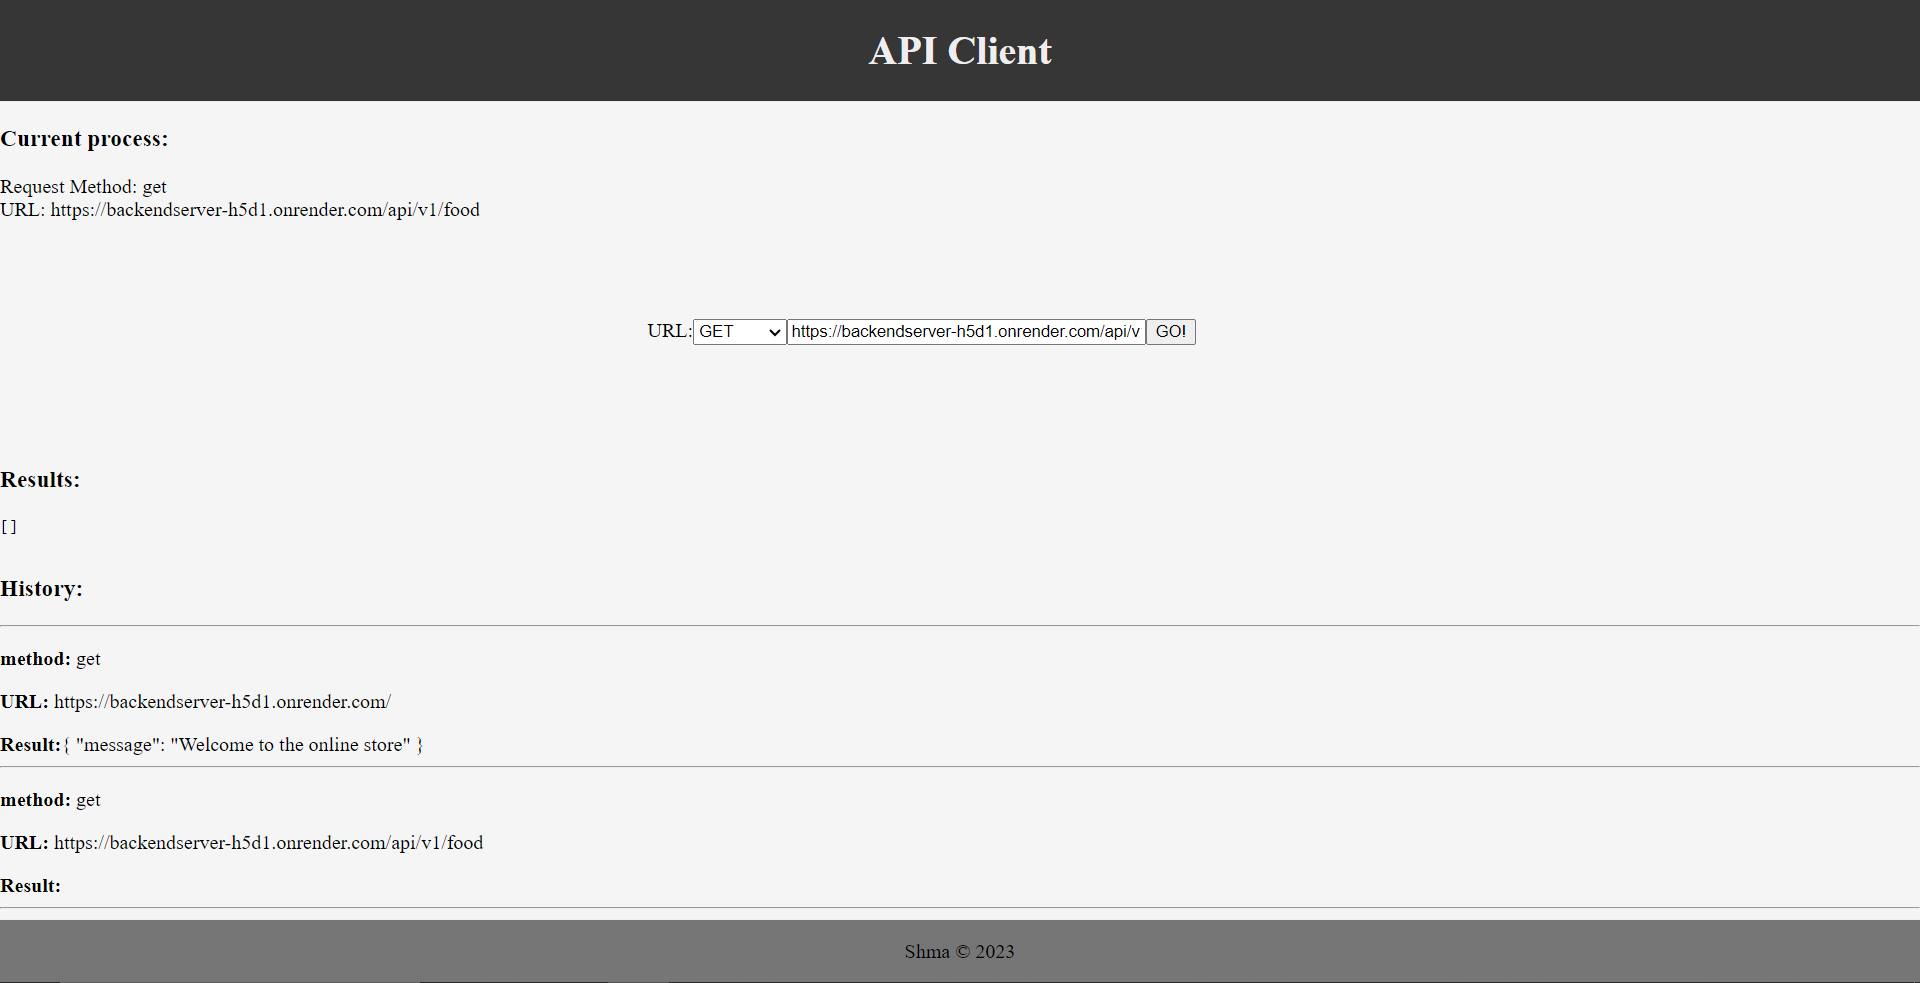 API Client
Current process:
Request Method: get
URL: https://backendserver-h5d1.onrender.com/api/v1/food
URL: GET https://backendserver-h5d1.onrender.com/api/v GO!
Results:
[]
History:
method: get
URL: https://backendserver-h5d1.onrender.com/
Result:{ "message": "Welcome to the online store" }
method: get
URL: https://backendserver-h5d1.onrender.com/api/v1/food
Result:
Shma © 2023